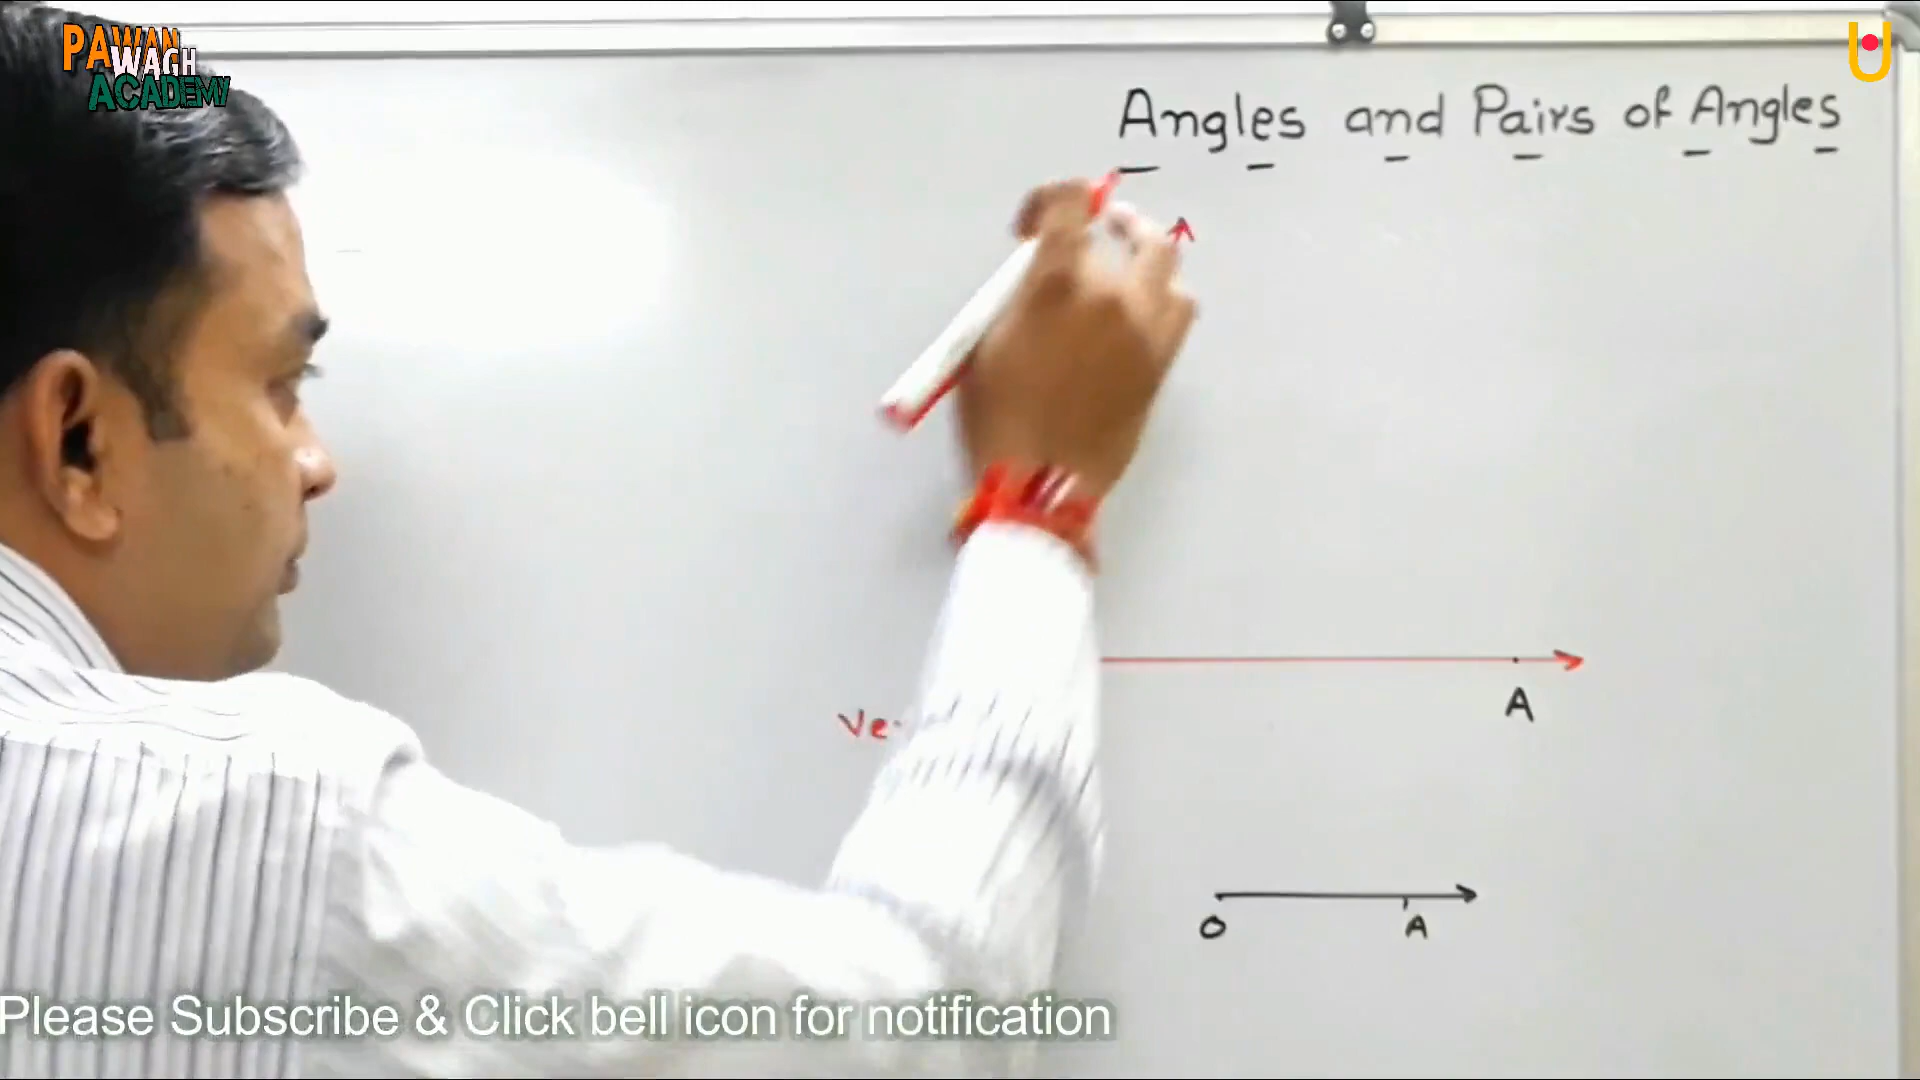 PAWAN
WAGH
ACADEMY
Angles and Pairs of Angles
A
O
A
Please Subscribe & Click bell icon for notification